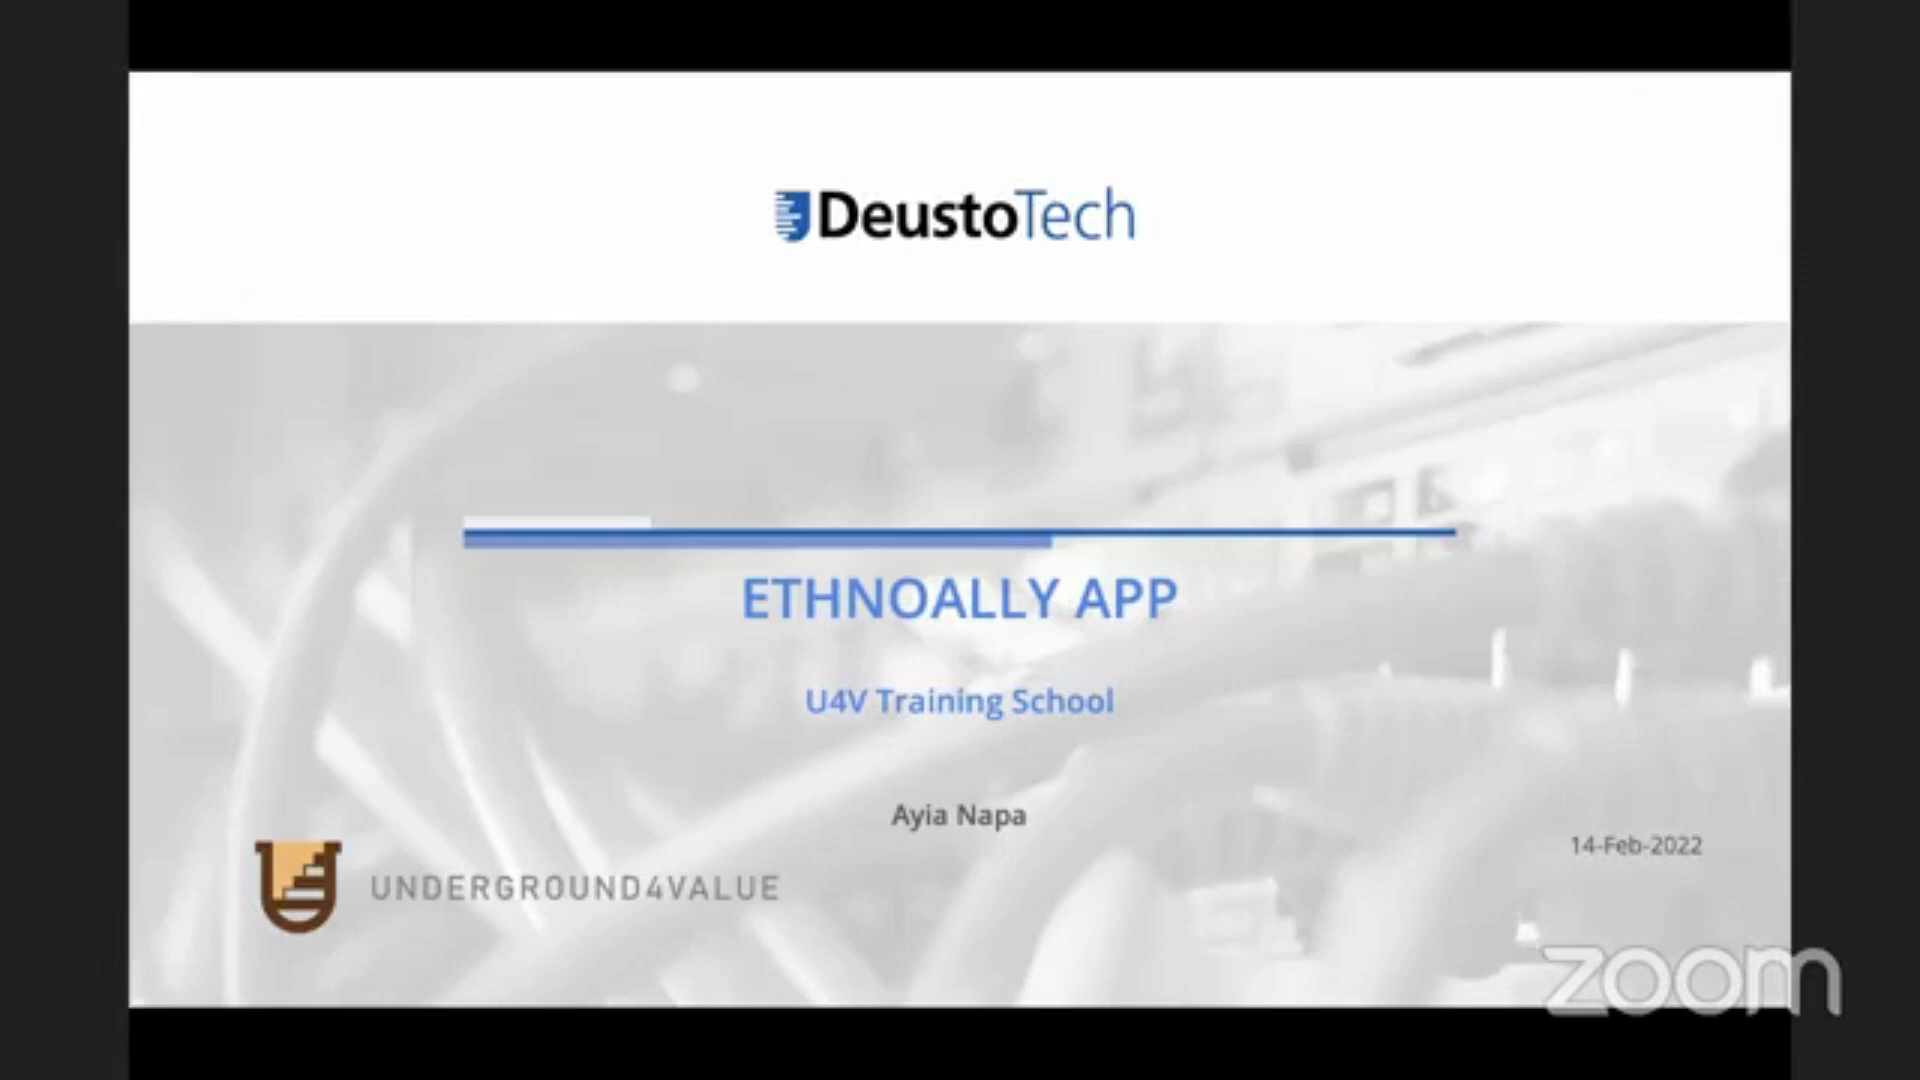 DeustoTech
ETHNOALLY APP
U4V Training School
Ayia Napa
14-Feb-2022
UNDERGROUND4VALUE
zoom